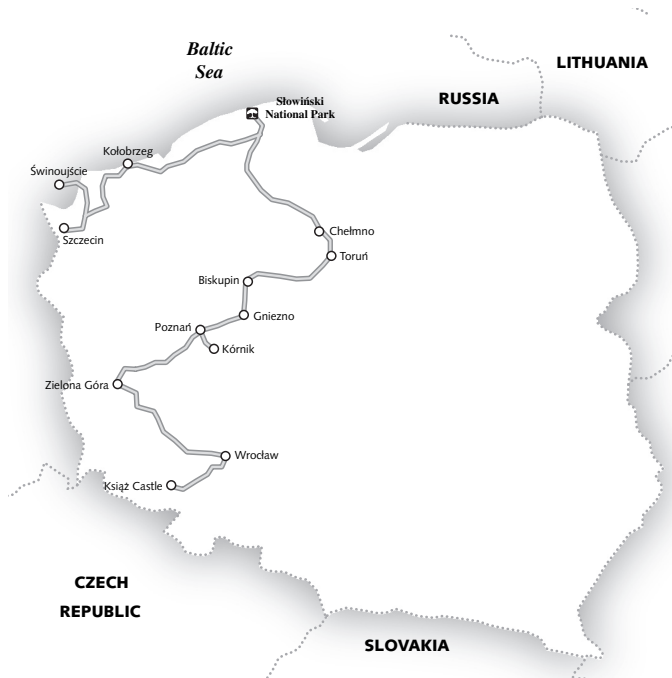 Baltic
Sea
LITHUANIA
RUSSIA
Słowiński
National Park
Kołobrzeg
Świnoujście
Szczecin
Chełmno
Toruń
Biskupin
Gniezno
Poznań
Kórnik
Zielona Góra
Wrocław
Książ Castle
CZECH
REPUBLIC
SLOVAKIA